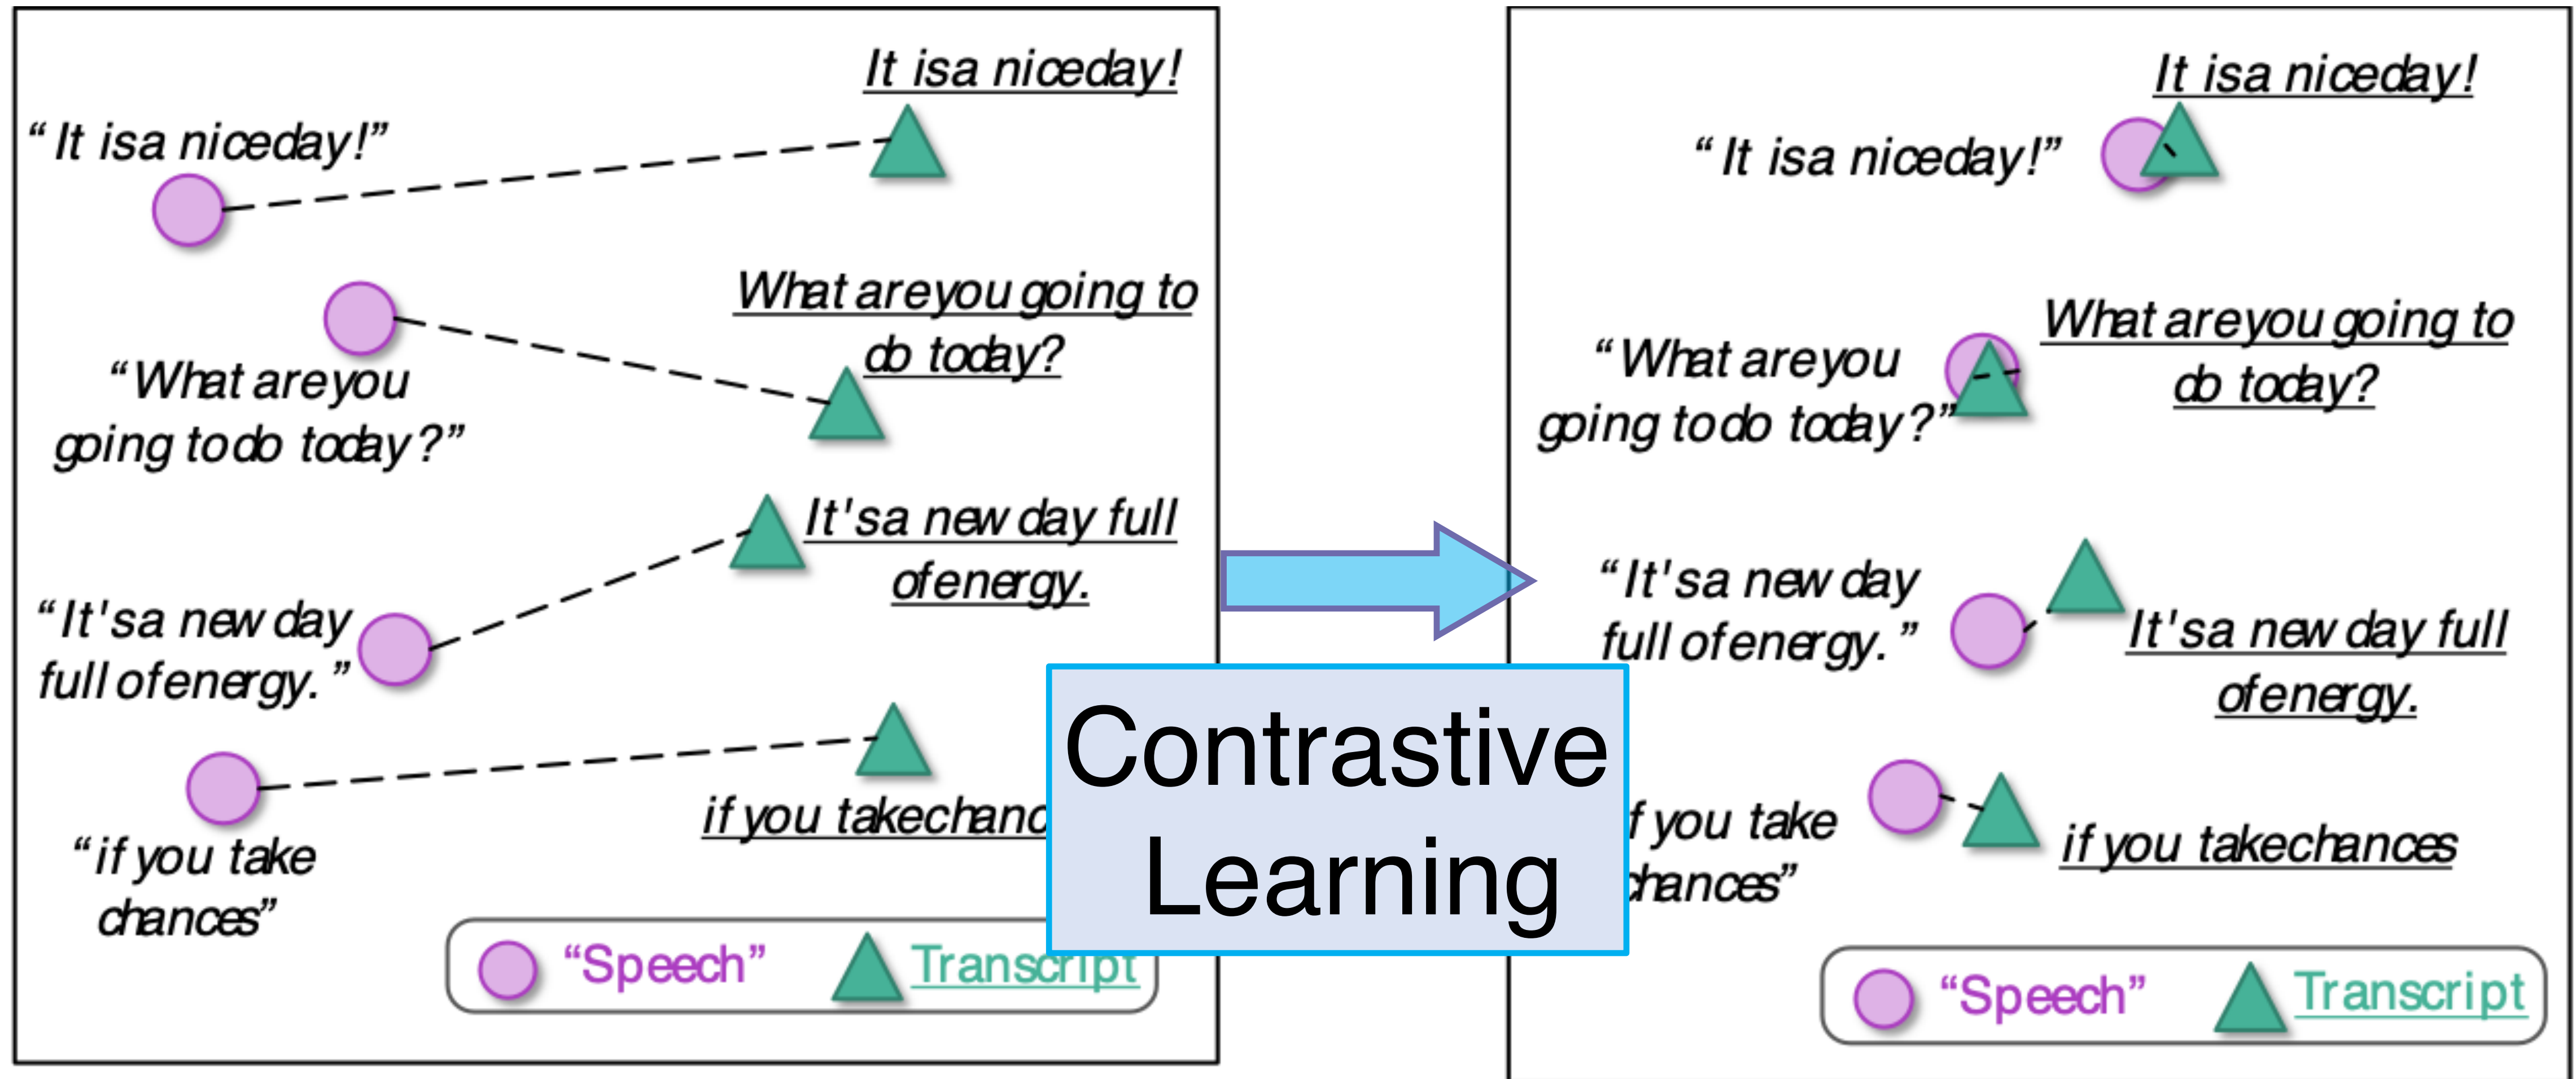 It isa niceday!
“ It isa niceday!”
What areyou going to
do today?
“ What areyou
going todo today?”
It'sa new day full
ofenergy.
“ It'sa new day
full ofenergy. ”
if you takechanc
“ if you take
chances”
“Speech” Transcript
Contrastive
Learning
It isa niceday!
“ It isa niceday!”
What areyou going to
do today?
“ What areyou
going todo today?”
“ It'sa new day
full ofenergy. ”
It'sa new day full
ofenergy.
f you take
chances”
if you takechances
“Speech” Transcript